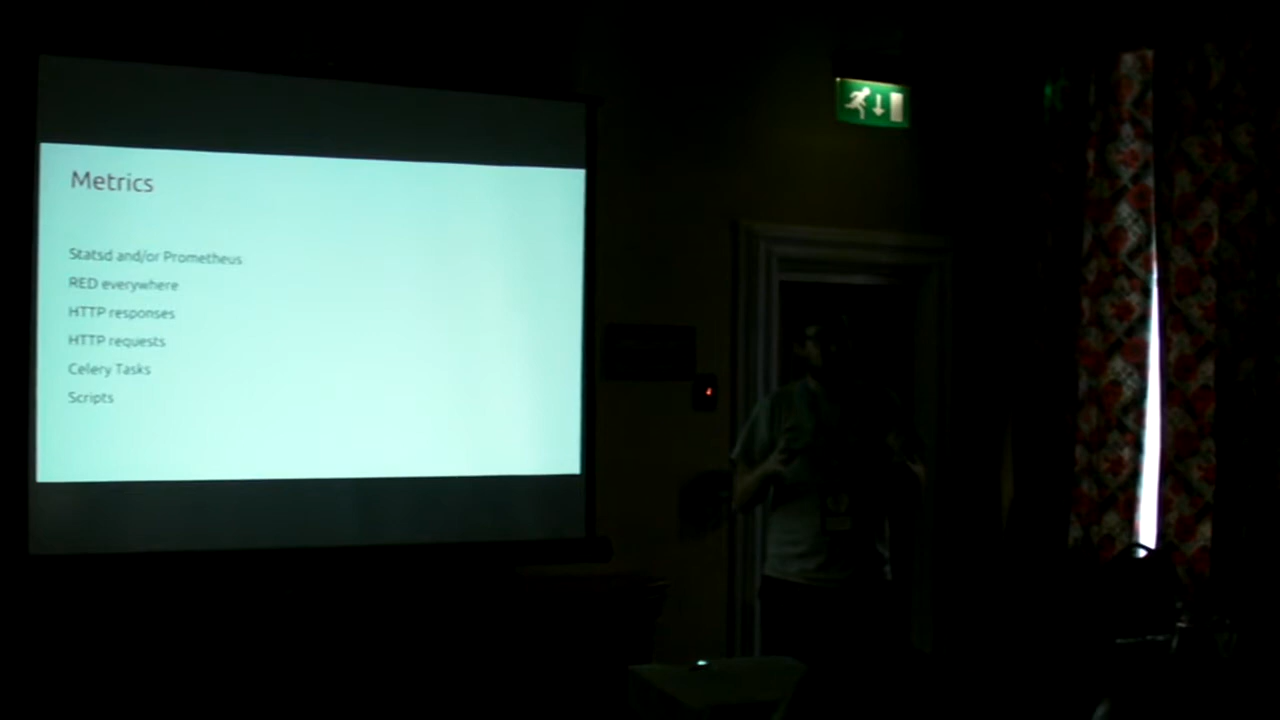 Metrics
Statsd and/or Prometheus
RED everywhere
HTTP responses
HTTP requests
Celery Tasks
Scripts